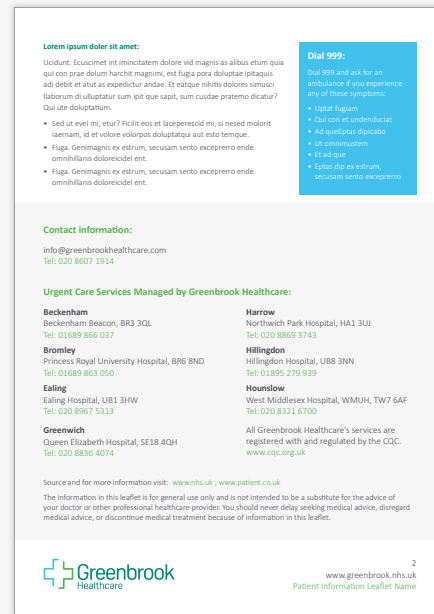 Lorem ipsum doler sit amet:
Ucidunt. Ecuscimet int imincitatem dolore vid magnis as alibus etum quia
qui con prae dolum harchit magnimi, est fugia pora doluptae ipitaquis
adi debit et atut as expedictur andae. Et eatque nihitis dolores simusci
llaborum di ulluptatur sum ipit que sapit, sum cusdae pratemo dicatur?
Qui ute doluptatium.
• Sed ut evel mi, etur? Ficilit eos et laceperescid mi, si nesed molorit
iaernam, id et volore volorpos doluptatqui aut esto temque.
• Fuga. Genimagnis ex estrum, secusam sento exceprerro ende
omnihillanis doloreicidel ent.
• Fuga. Genimagnis ex estrum, secusam sento exceprerro ende
omnihillanis doloreicidel ent.
Dial 999:
Dial 999 and ask for an
ambulance if you experience
any of these symptoms:
• Uptat fugiam
• Qui con et undenduciat
• Ad queEptas dipicabo
• Ut omnimustem
• Et ad que
• Eptas dip ex estrum,
secusam sento exceprerro
Contact information:
info@greenbrookhealthcare.com
Tel: 020 8607 1914
Urgent Care Services Managed by Greenbrook Healthcare:
Beckenham
Beckenham Beacon, BR3 3QL
Tel: 01689 866 037
Bromley
Princess Royal University Hospital, BR6 8ND
Tel: 01689 863 050
Ealing
Ealing Hospital, UB1 3HW
Tel: 020 8967 5313
Greenwich
Queen Elizabeth Hospital, SE18 4QH
Tel: 020 8836 4074
Harrow
Northwich Park Hospital, HA1 3UJ
Tel: 020 8869 3743
Hillingdon
Hillingdon Hospital, UB8 3NN
Tel: 01895 279 939
Hounslow
West Middlesex Hospital, WMUH, TW7 6AF
Tel: 020 8321 6700
All Greenbrook Healthcare's services are
registered with and regulated by the CQC.
www.cqc.org.uk
Source and for more information visit: www.nhs.uk ; www.patient.co.uk
The information in this leaflet is for general use only and is not intended to be a substitute for the advice of
your doctor or other professional healthcare provider. You should never delay seeking medical advice, disregard
medical advice, or discontinue medical treatment because of information in this leaflet.
Greenbrook
Healthcare
2
www.greenbrook.nhs.uk
Patient Information Leaflet Name